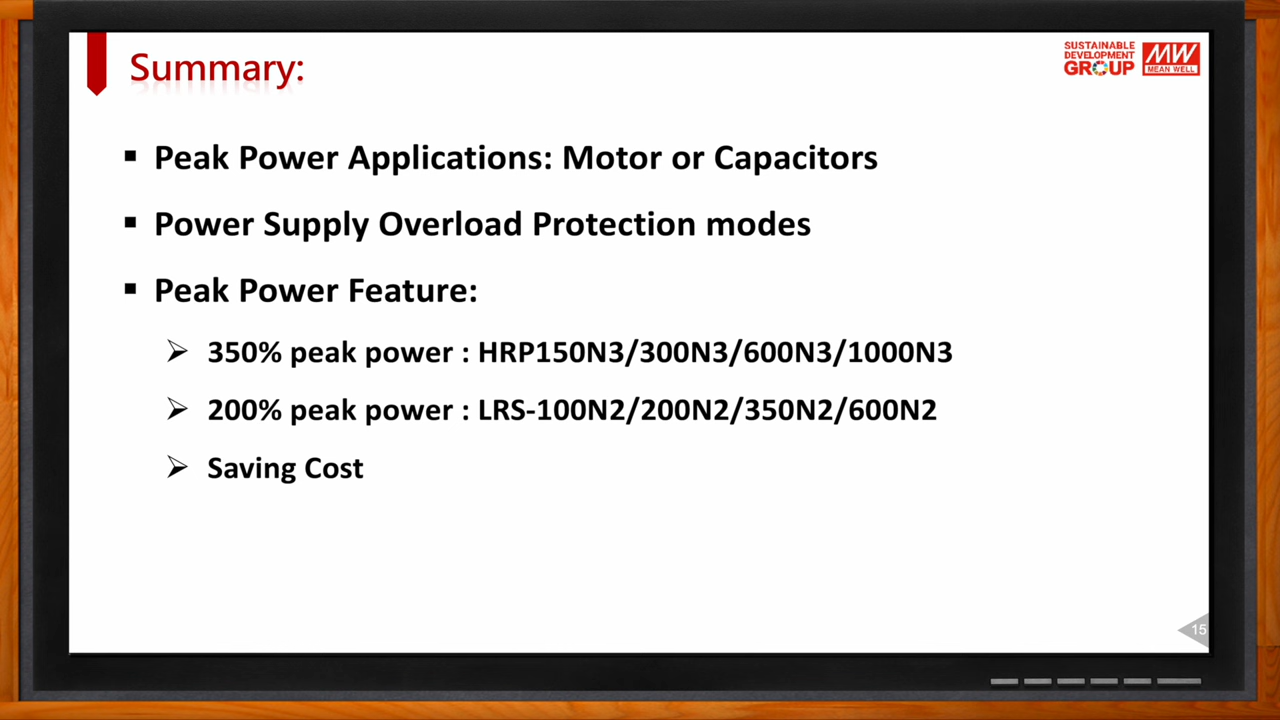 Summary:
SUSTAINABLE
DEVELOPMENT
GROUP
MW
MEAN WELL
▪ Peak Power Applications: Motor or Capacitors
▪ Power Supply Overload Protection modes
▪ Peak Power Feature:
➢ 350% peak power : HRP150N3/300N3/600N3/1000N3
➢ 200% peak power : LRS-100N2/200N2/350N2/600N2
➢ Saving Cost
15